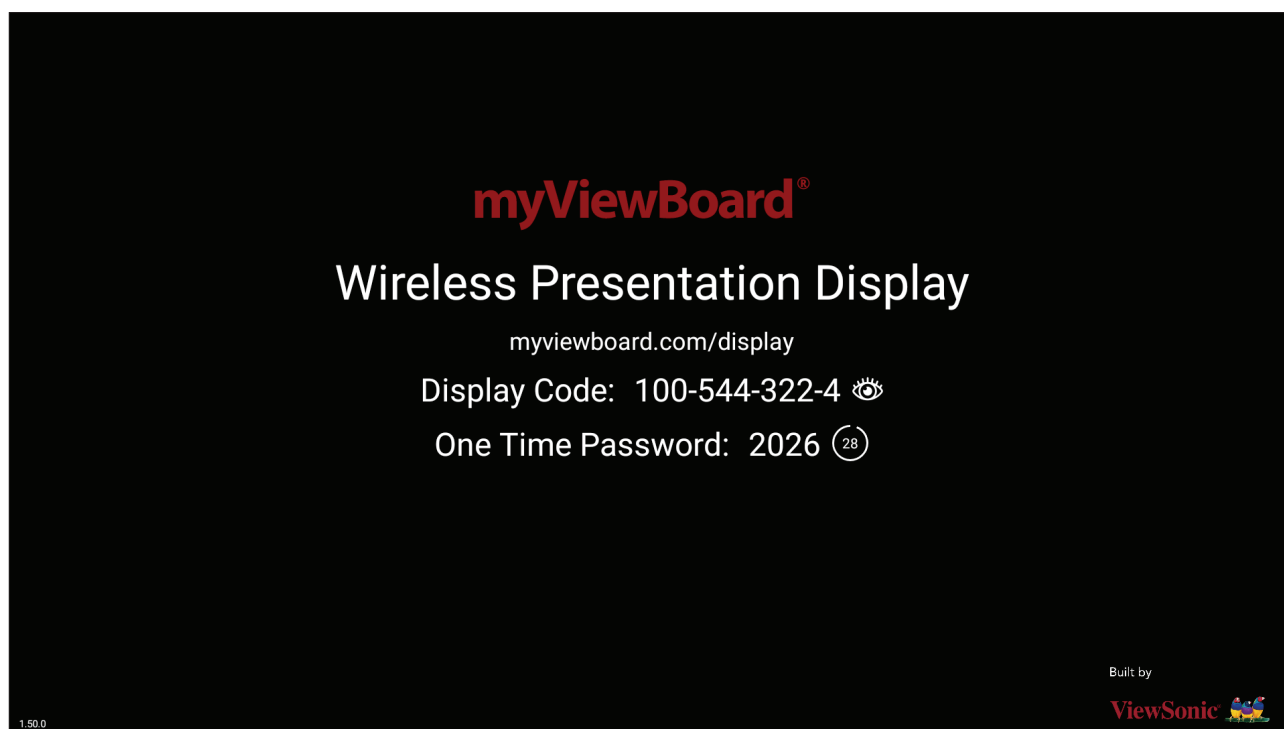 myViewBoard®
Wireless Presentation Display
myviewboard.com/display
Display Code: 100-544-322-4
One Time Password: 2026 28
Built by
ViewSonic®
1.50.0